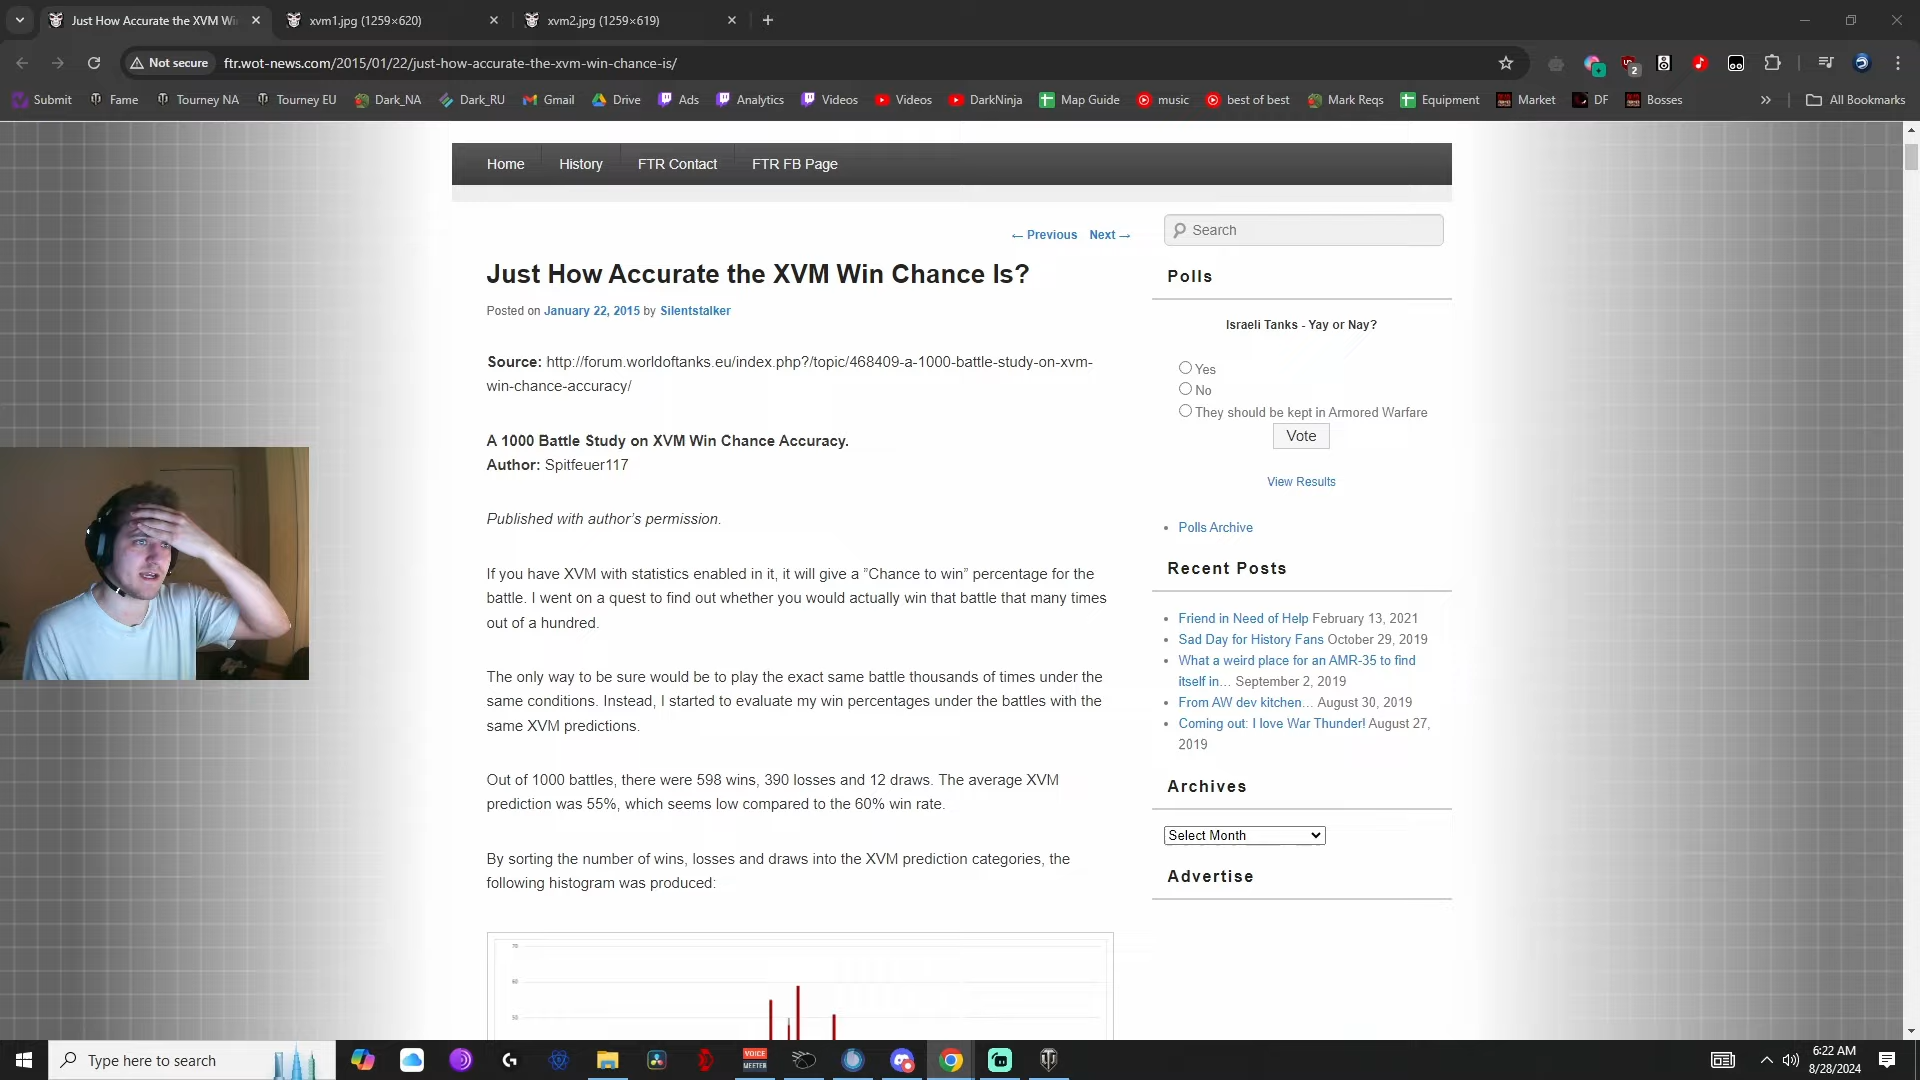 Just How Accurate the XVM Wi
xvm1.jpg (1259×620)
xvm2.jpg (1259×619)
Not secure
ftr.wot-news.com/2015/01/22/just-how-accurate-the-xvm-win-chance-is/
2
Submit
Fame
Tourney NA
Tourney EU
Dark_NA
Dark_RU
Gmail
Drive
Ads
Analytics
Videos
Videos
DarkNinja
Map Guide
music
best of best
Mark Reqs
Equipment
Market
DF
Bosses
»
All Bookmarks
Home
History
FTR Contact
FTR FB Page
← Previous Next →
Just How Accurate the XVM Win Chance Is?
Posted on January 22, 2015 by Silentstalker
Source: http://forum.worldoftanks.eu/index.php?/topic/468409-a-1000-battle-study-on-xvm-
win-chance-accuracy/
A 1000 Battle Study on XVM Win Chance Accuracy.
Author: Spitfeuer117
Published with author's permission.
If you have XVM with statistics enabled in it, it will give a ”Chance to win” percentage for the
battle. I went on a quest to find out whether you would actually win that battle that many times
out of a hundred.
The only way to be sure would be to play the exact same battle thousands of times under the
same conditions. Instead, I started to evaluate my win percentages under the battles with the
same XVM predictions.
Out of 1000 battles, there were 598 wins, 390 losses and 12 draws. The average XVM
prediction was 55%, which seems low compared to the 60% win rate.
By sorting the number of wins, losses and draws into the XVM prediction categories, the
following histogram was produced:
70
60
50
Search
Polls
Israeli Tanks - Yay or Nay?
Yes
No
They should be kept in Armored Warfare
Vote
View Results
Polls Archive
Recent Posts
Friend in Need of Help February 13, 2021
Sad Day for History Fans October 29, 2019
What a weird place for an AMR-35 to find
itself in… September 2, 2019
From AW dev kitchen… August 30, 2019
Coming out: I love War Thunder! August 27,
2019
Archives
Select Month
Advertise
Type here to search
VOICE
MEETER
6:22 AM
8/28/2024